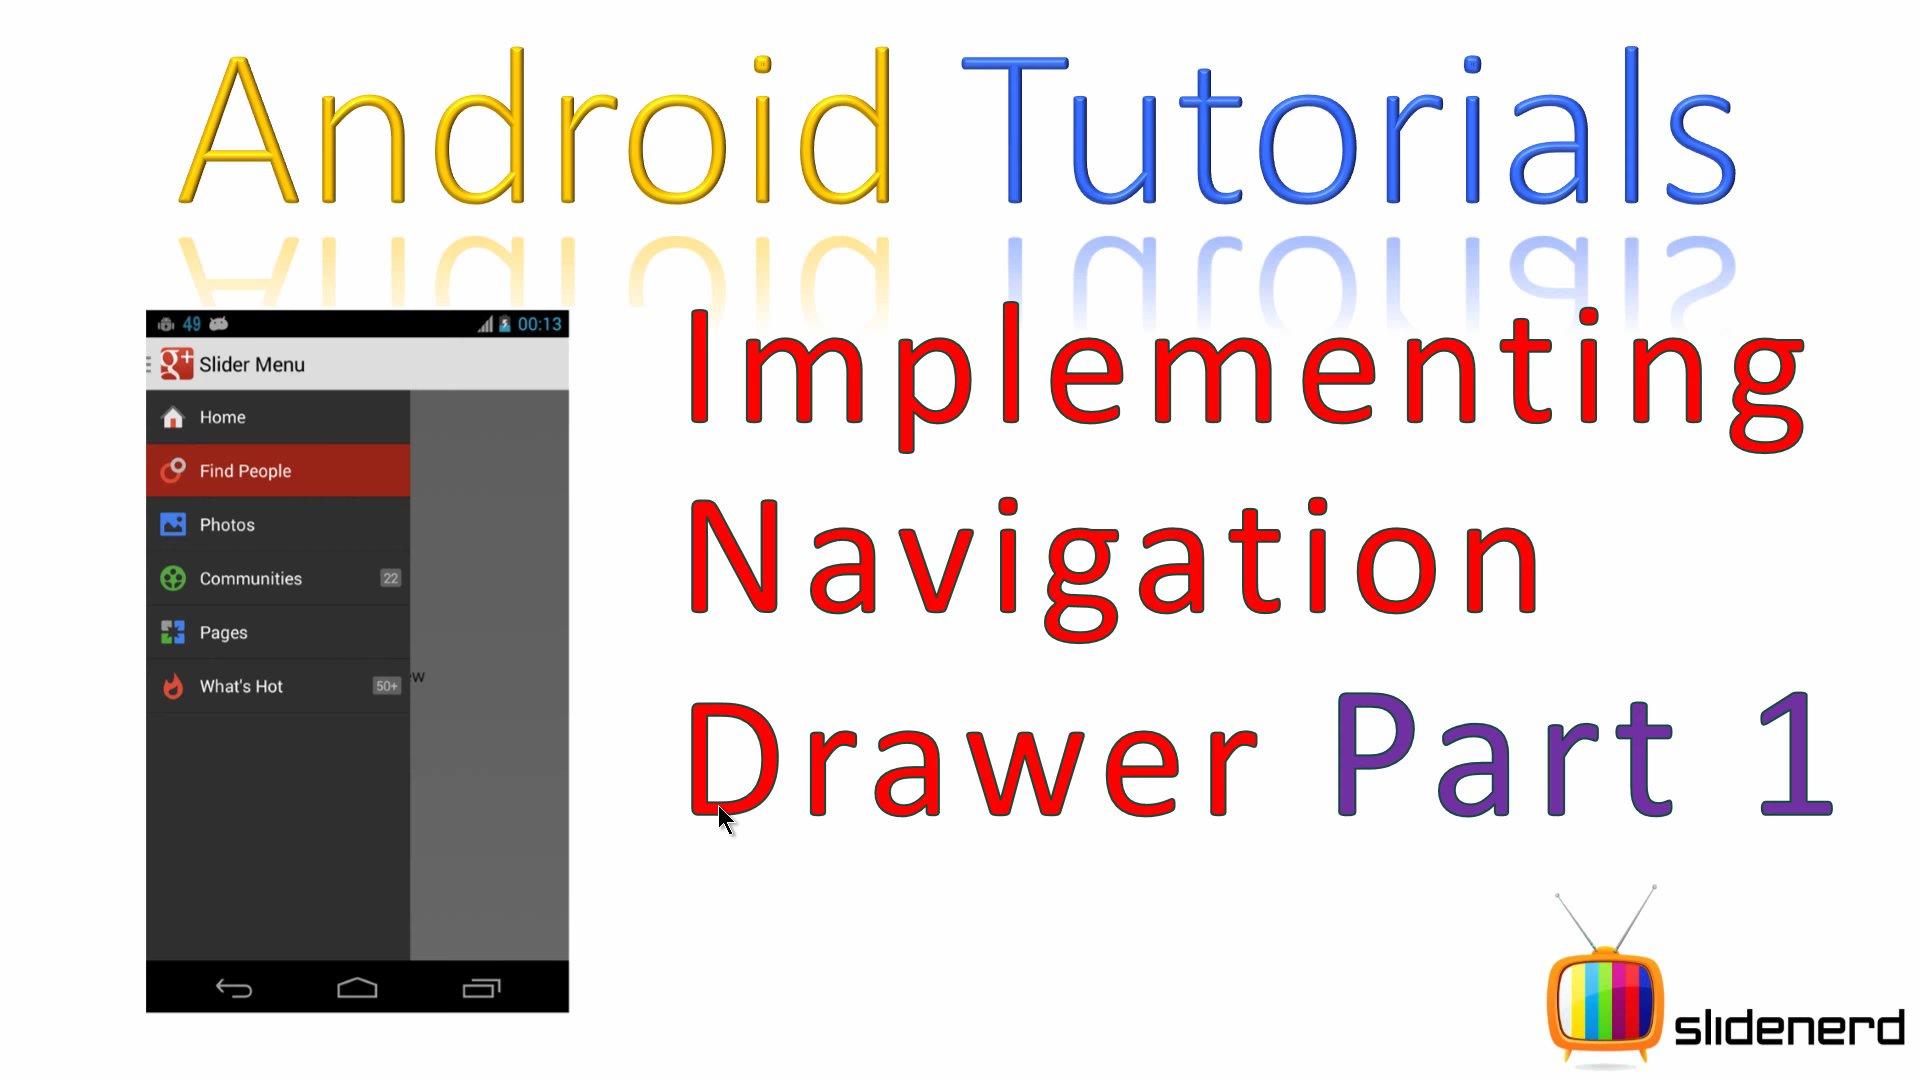 Android Tutorials
49 00:13
g+ Slider Menu
Home
Find People
Photos
Communities 22
Pages
What's Hot 50+
ew
Implementing
Navigation
Drawer Part 1
slidenerd